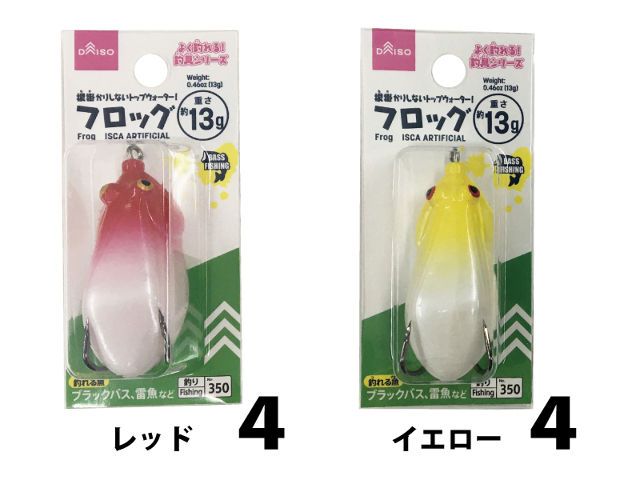 DAISO
よく釣れる!
釣具シリーズ
Weight:
0.46oz (13g)
根掛かりしないトップウォーター!
フロッグ
重さ
約13g
Frog ISCA ARTIFICIAL
BASS
FISHING
釣れる魚
ブラックバス、雷魚など
釣り
Fishing
No.
350
レッド 4
DAISO
よく釣れる!
釣具シリーズ
Weight:
0.46oz (13g)
根掛かりしないトップウォーター!
フロッグ
重さ
約13g
Frog ISCA ARTIFICIAL
BASS
FISHING
釣れる魚
ブラックバス、雷魚など
釣り
Fishing
No.
350
イエロー 4